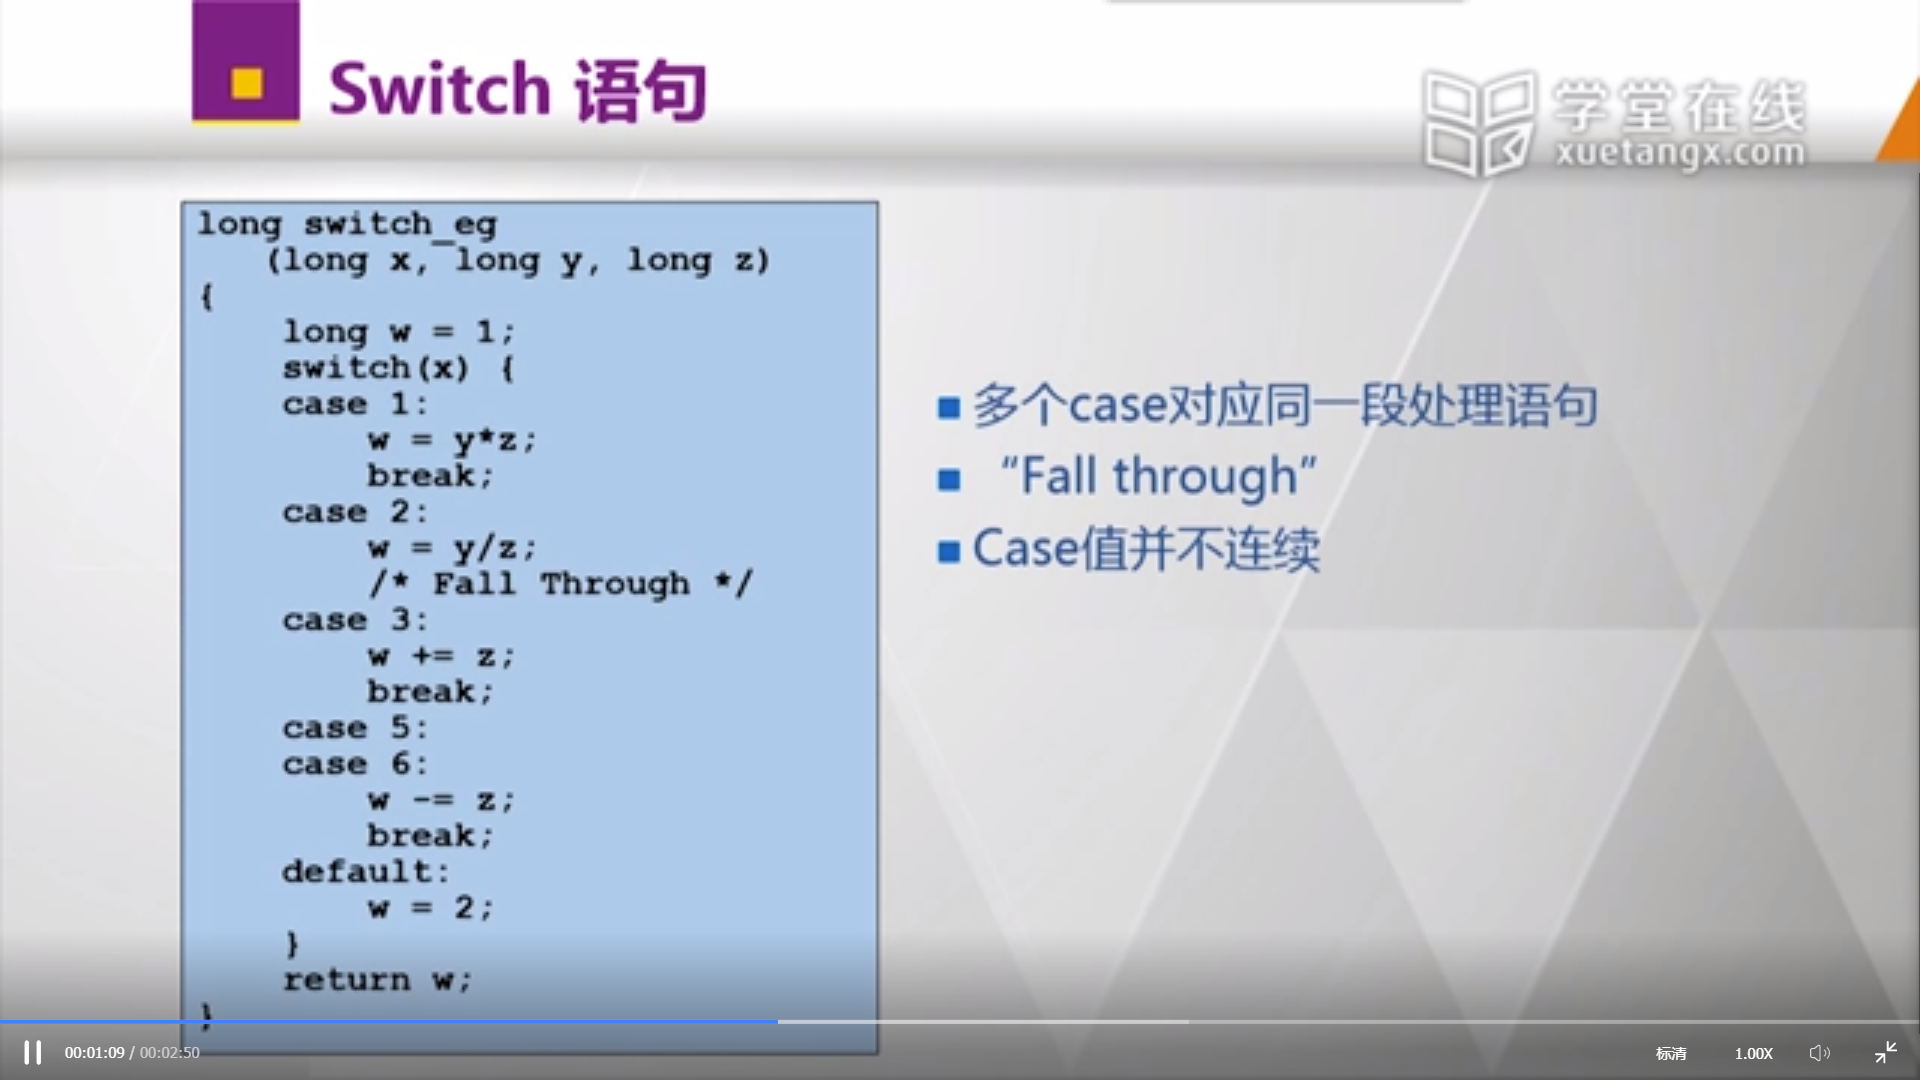 Switch 语句
学堂在线
xuetangx.com
long switch_eg
(long x, long y, long z)
{
long w = 1;
switch(x) {
case 1:
w = y*z;
break;
case 2:
w = y/z;
/* Fall Through */
case 3:
w += z;
break;
case 5:
case 6:
w -= z;
break;
default:
w = 2;
}
return w;
}
多个case对应同一段处理语句
“Fall through”
Case值并不连续
00:01:09 / 00:02:50
标清
1.00X